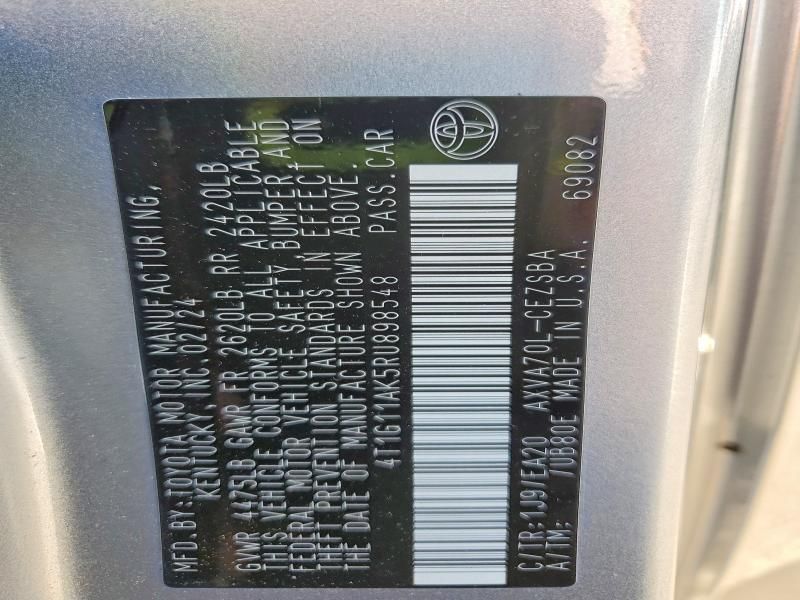 MFD.BY:TOYOTA MOTOR MANUFACTURING,
KENTUCKY, INC.02/24
GWR 4475LB GAWR FR 2620LB RR 2420LB
THIS VEHICLE CONFORMS TO ALL APPLICABLE
FEDERAL MOTOR VEHICLE SAFETY, BUMPER, AND
THEFT PREVENTION STANDARDS IN EFFECT ON
THE DATE OF MANUFACTURE SHOWN ABOVE.
4T1G11AK5RU898548 PASS.CAR
C/TR:1J9/EA20 AXVA70L-CEZSBA
A/TM: /UB80E MADE IN U.S.A. 69082